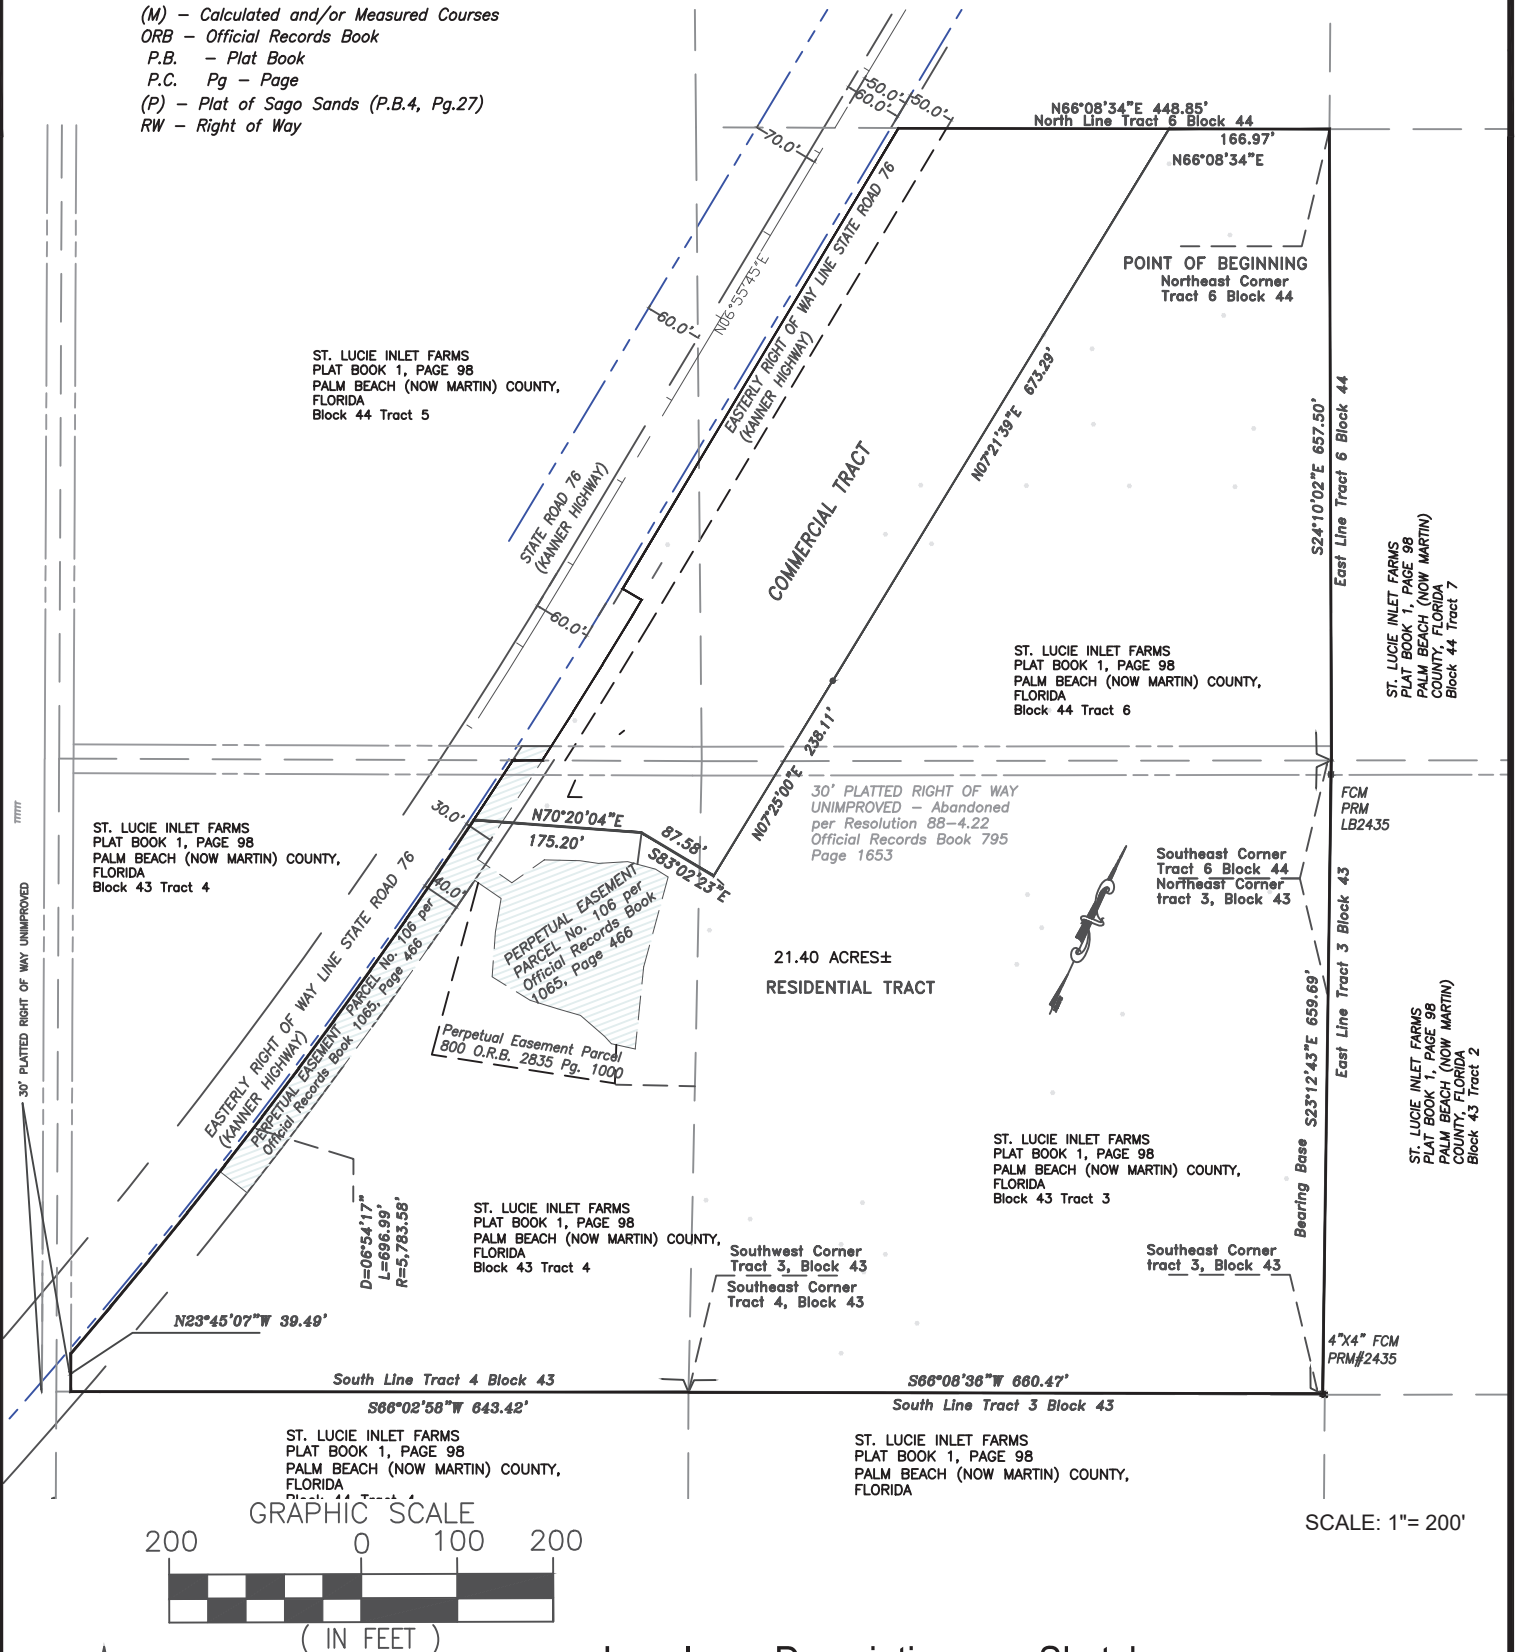 (M) – Calculated and/or Measured Courses
ORB – Official Records Book
P.B. – Plat Book
P.C. Pg – Page
(P) – Plat of Sago Sands (P.B.4, Pg.27)
RW – Right of Way
50.0'
60.0'
50.0'
70.0'
N66°08'34"E 448.85'
North Line Tract 6 Block 44
166.97'
N66°08'34"E
POINT OF BEGINNING
Northeast Corner
Tract 6 Block 44
60.0'
N06°55'45"E
EASTERLY RIGHT OF WAY LINE STATE ROAD 76
(KANNER HIGHWAY)
ST. LUCIE INLET FARMS
PLAT BOOK 1, PAGE 98
PALM BEACH (NOW MARTIN) COUNTY,
FLORIDA
Block 44 Tract 5
STATE ROAD 76
(KANNER HIGHWAY)
60.0'
COMMERCIAL TRACT
N07°21'39"E 673.29'
S24°10'02"E 657.50'
East Line Tract 6 Block 44
ST. LUCIE INLET FARMS
PLAT BOOK 1, PAGE 98
PALM BEACH (NOW MARTIN)
COUNTY, FLORIDA
Block 44 Tract 7
ST. LUCIE INLET FARMS
PLAT BOOK 1, PAGE 98
PALM BEACH (NOW MARTIN) COUNTY,
FLORIDA
Block 44 Tract 6
N07°25'00"E 238.11'
30' PLATTED RIGHT OF WAY
UNIMPROVED – Abandoned
per Resolution 88-4.22
Official Records Book 795
Page 1653
FCM
PRM
LB2435
30.0'
N70°20'04"E
175.20'
87.58'
S83°02'23"E
40.0'
ST. LUCIE INLET FARMS
PLAT BOOK 1, PAGE 98
PALM BEACH (NOW MARTIN) COUNTY,
FLORIDA
Block 43 Tract 4
Southeast Corner
Tract 6 Block 44
Northeast Corner
tract 3, Block 43
30' PLATTED RIGHT OF WAY UNIMPROVED
EASTERLY RIGHT OF WAY LINE STATE ROAD 76
(KANNER HIGHWAY)
PERPETUAL EASEMENT PARCEL No. 106 per
Official Records Book 1065, Page 466
PERPETUAL EASEMENT
PARCEL No. 106 per
Official Records Book
1065, Page 466
Perpetual Easement Parcel
800 O.R.B. 2835 Pg. 1000
21.40 ACRES±
RESIDENTIAL TRACT
Bearing Base S23°12'43"E 659.69'
East Line Tract 3 Block 43
ST. LUCIE INLET FARMS
PLAT BOOK 1, PAGE 98
PALM BEACH (NOW MARTIN)
COUNTY, FLORIDA
Block 43 Tract 2
ST. LUCIE INLET FARMS
PLAT BOOK 1, PAGE 98
PALM BEACH (NOW MARTIN) COUNTY,
FLORIDA
Block 43 Tract 3
D=06°54'17"
L=696.99'
R=5,783.58'
ST. LUCIE INLET FARMS
PLAT BOOK 1, PAGE 98
PALM BEACH (NOW MARTIN) COUNTY,
FLORIDA
Block 43 Tract 4
Southwest Corner
Tract 3, Block 43
Southeast Corner
Tract 4, Block 43
Southeast Corner
tract 3, Block 43
N23°45'07"W 39.49'
4"X4" FCM
PRM#2435
South Line Tract 4 Block 43
S66°02'58"W 643.42'
S66°08'36"W 660.47'
South Line Tract 3 Block 43
ST. LUCIE INLET FARMS
PLAT BOOK 1, PAGE 98
PALM BEACH (NOW MARTIN) COUNTY,
FLORIDA
Block 44 Tract 4
ST. LUCIE INLET FARMS
PLAT BOOK 1, PAGE 98
PALM BEACH (NOW MARTIN) COUNTY,
FLORIDA
GRAPHIC SCALE
200 0 100 200
( IN FEET )
SCALE: 1"= 200'